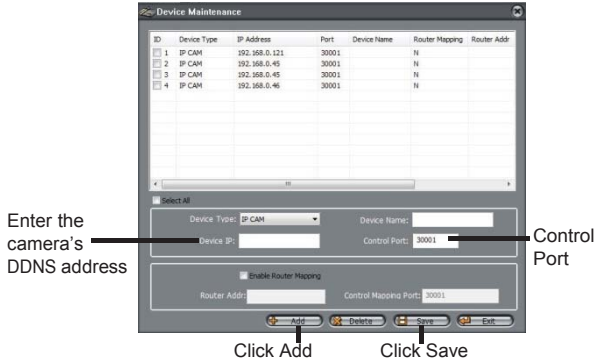 Device Maintenance
ID Device Type IP Address Port Device Name Router Mapping Router Addr
1 IP CAM 192.168.0.121 30001 N
2 IP CAM 192.168.0.45 30001 N
3 IP CAM 192.168.0.45 30001 N
4 IP CAM 192.168.0.46 30001 N
Select All
Device Type: IP CAM Device Name:
Device IP: Control Port: 30001
Enable Router Mapping
Router Addr: Control Mapping Port: 30001
Add Delete Save Exit
Enter the
camera's
DDNS address
Control
Port
Click Add
Click Save